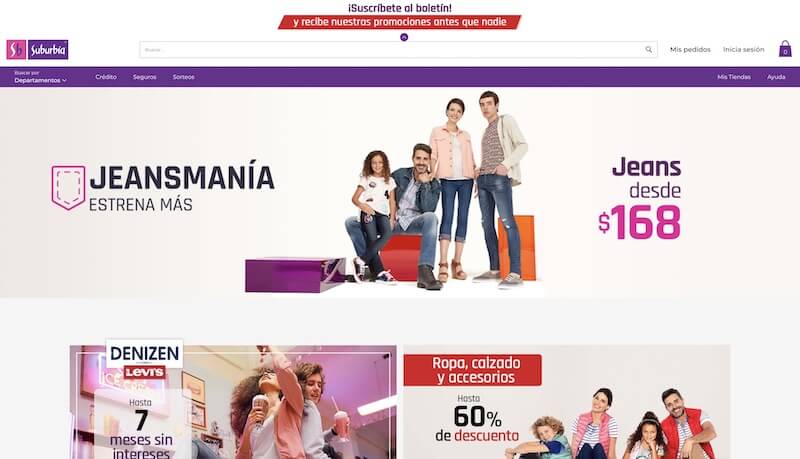 ¡Suscríbete al boletín!
y recibe nuestras promociones antes que nadie
Sb Suburbia
Buscar...
Mis pedidos
Inicia sesión
0
Buscar por
Departamentos
Crédito
Seguros
Sorteos
Mis Tiendas
Ayuda
JEANSMANÍA
ESTRENA MÁS
Jeans
desde
$168
DENIZEN
FROM LEVI'S
Hasta
7
meses sin
intereses
ICE
Ropa, calzado
y accesorios
Hasta
60%
de descuento